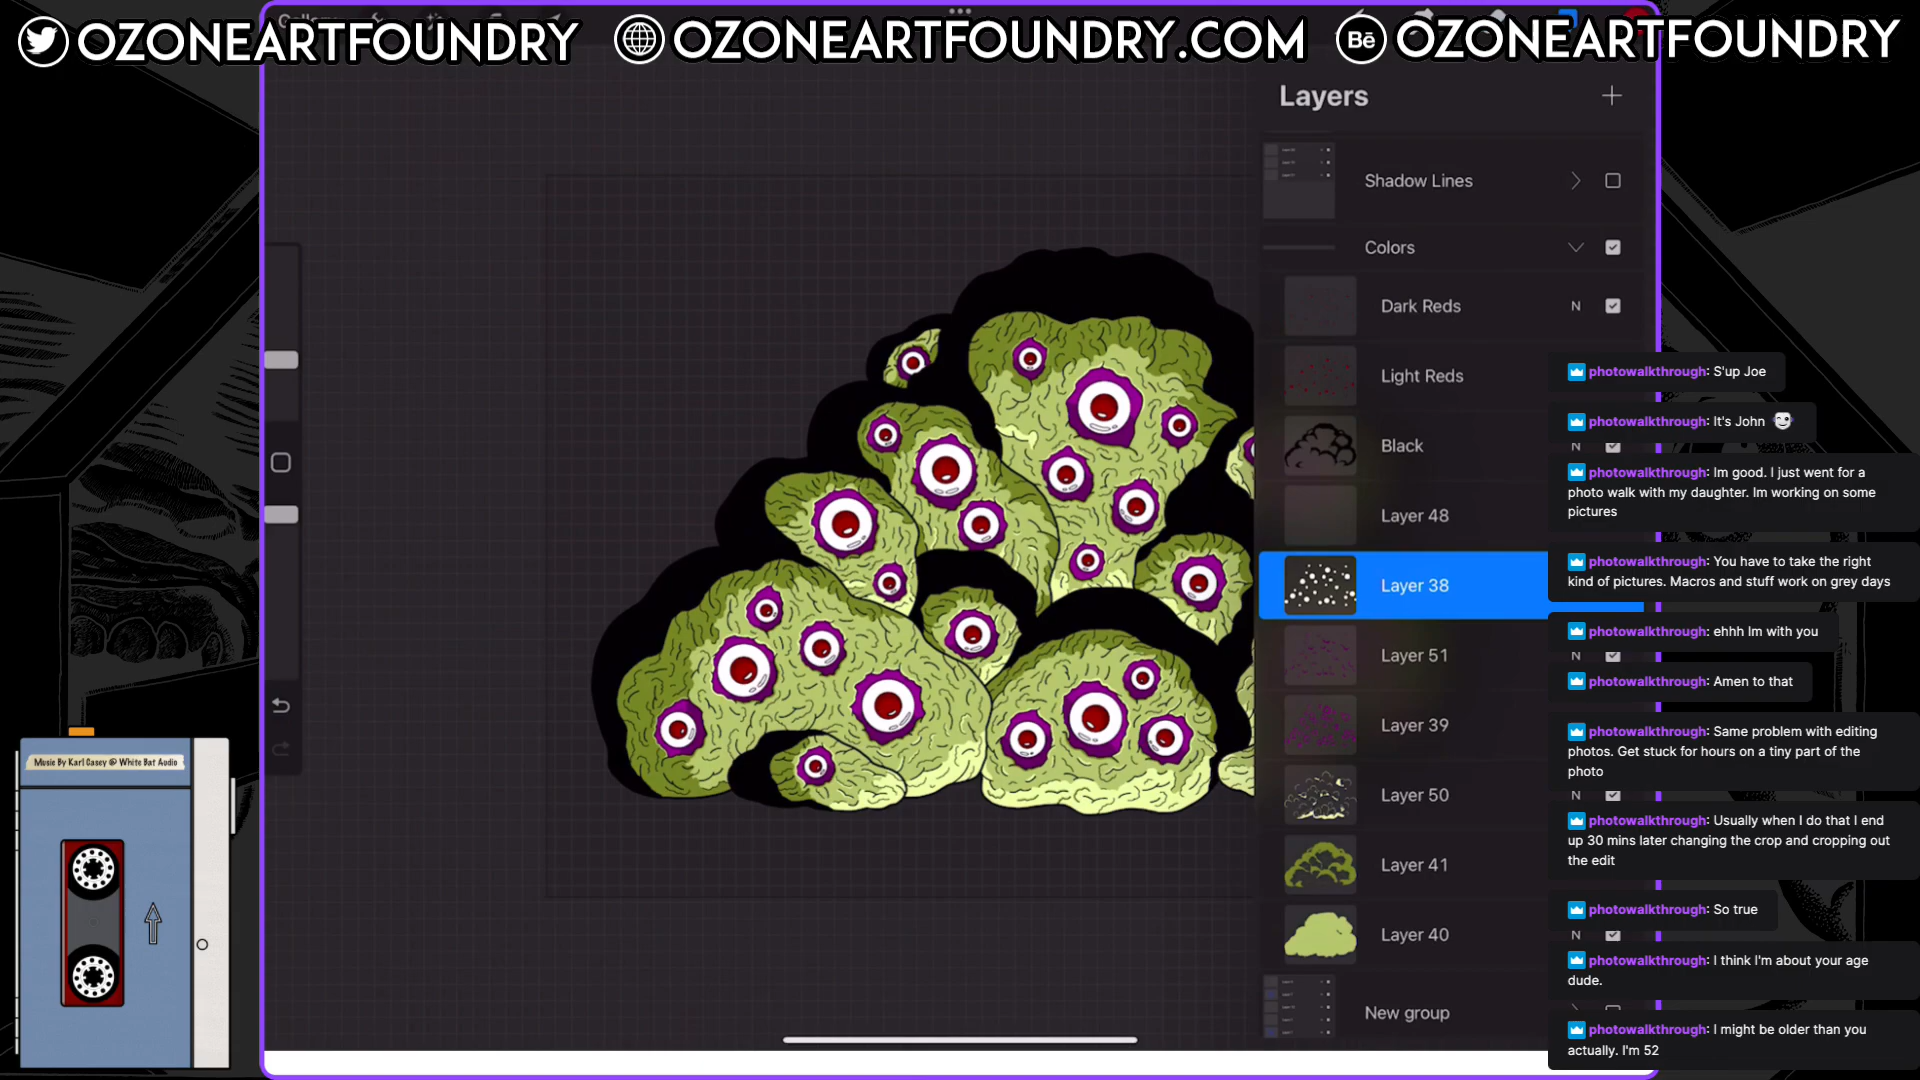 OZONEARTFOUNDRY
OZONEARTFOUNDRY.COM
Bē OZONEARTFOUNDRY
Layers
Shadow Lines
Colors
Dark Reds
N
Light Reds
Black
N
Layer 48
Layer 38
Layer 51
N
Layer 39
Layer 50
N
Layer 41
Layer 40
N
New group
photowalkthrough: S'up Joe
photowalkthrough: It's John
photowalkthrough: Im good. I just went for a
photo walk with my daughter. Im working on some
pictures
photowalkthrough: You have to take the right
kind of pictures. Macros and stuff work on grey days
photowalkthrough: ehhh Im with you
photowalkthrough: Amen to that
photowalkthrough: Same problem with editing
photos. Get stuck for hours on a tiny part of the
photo
photowalkthrough: Usually when I do that I end
up 30 mins later changing the crop and cropping out
the edit
photowalkthrough: So true
photowalkthrough: I think I'm about your age
dude.
photowalkthrough: I might be older than you
actually. I'm 52
Music By Karl Casey @ White Bat Audio